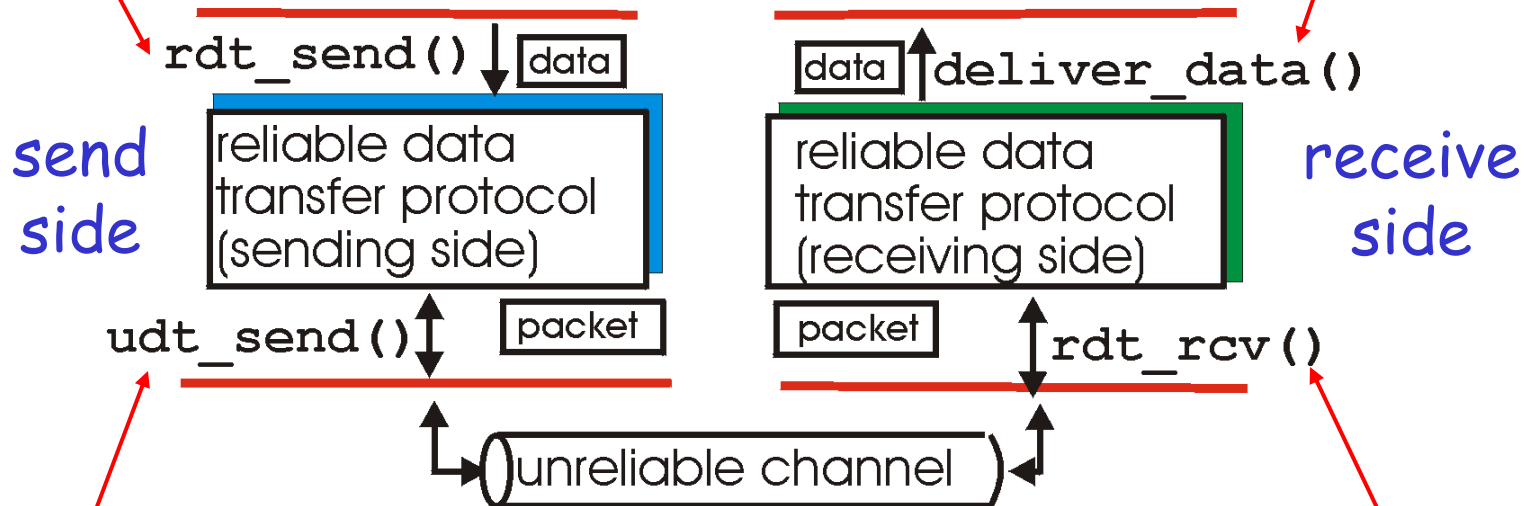 rdt_send()
data
data
deliver_data()
send
side
reliable data
transfer protocol
(sending side)
reliable data
transfer protocol
(receiving side)
receive
side
udt_send()
packet
packet
rdt_rcv()
unreliable channel